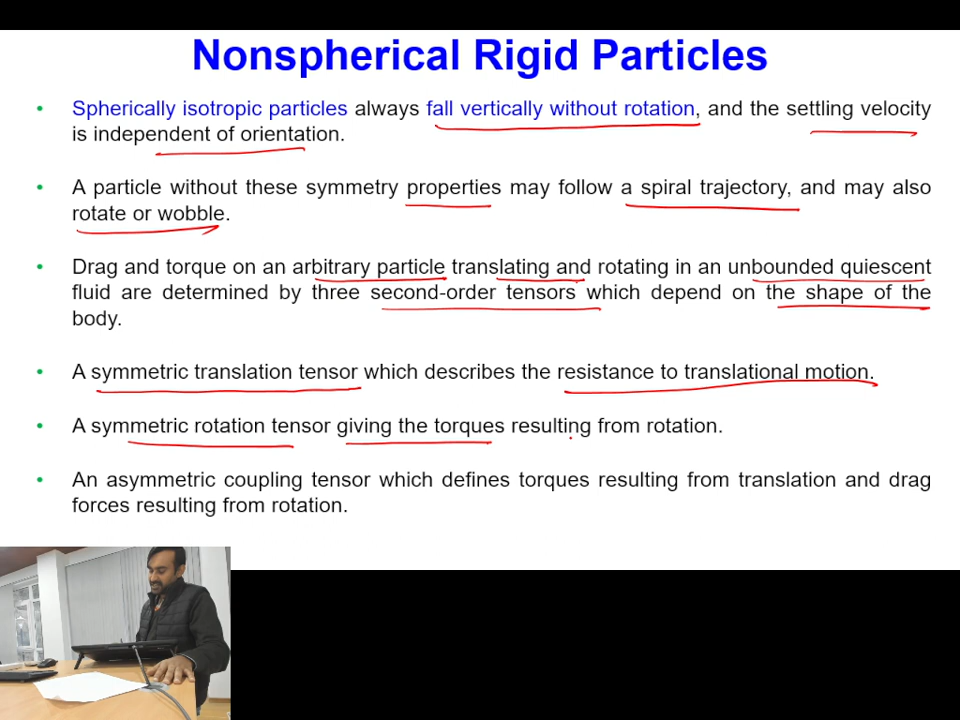 Nonspherical Rigid Particles
• Spherically isotropic particles always fall vertically without rotation, and the settling velocity
is independent of orientation.
• A particle without these symmetry properties may follow a spiral trajectory, and may also
rotate or wobble.
• Drag and torque on an arbitrary particle translating and rotating in an unbounded quiescent
fluid are determined by three second-order tensors which depend on the shape of the
body.
• A symmetric translation tensor which describes the resistance to translational motion.
• A symmetric rotation tensor giving the torques resulting from rotation.
• An asymmetric coupling tensor which defines torques resulting from translation and drag
forces resulting from rotation.